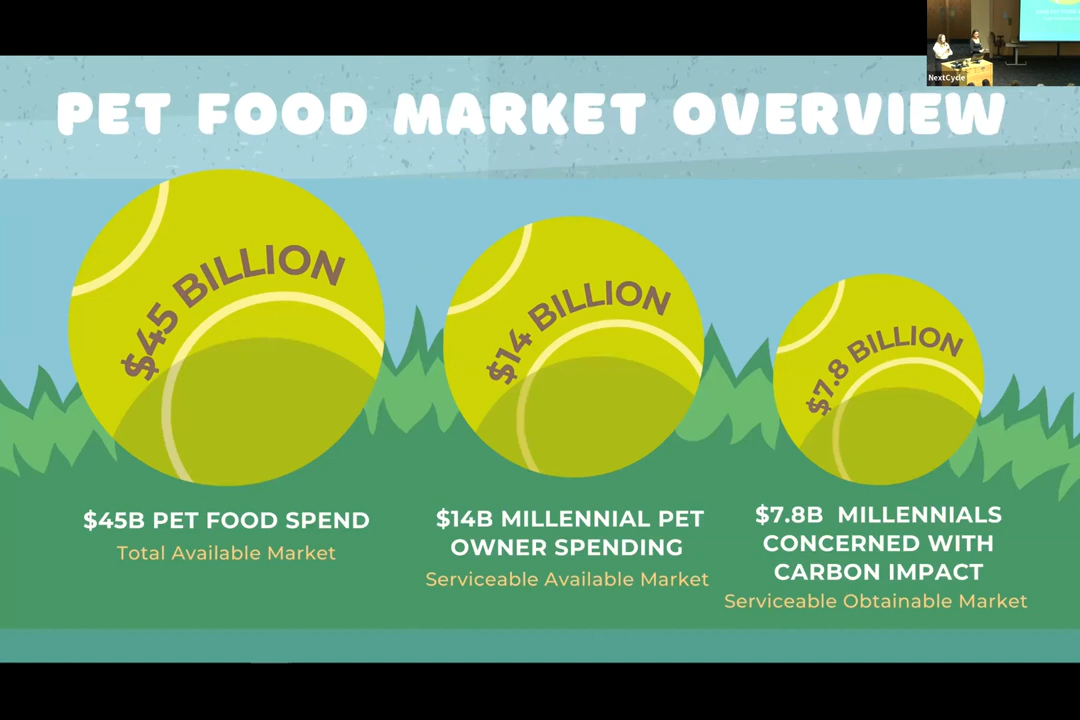 NextCycle
PET FOOD MARKET OVERVIEW
$45 BILLION
$14 BILLION
$7.8 BILLION
$45B PET FOOD SPEND
Total Available Market
$14B MILLENNIAL PET
OWNER SPENDING
Serviceable Available Market
$7.8B MILLENNIALS
CONCERNED WITH
CARBON IMPACT
Serviceable Obtainable Market